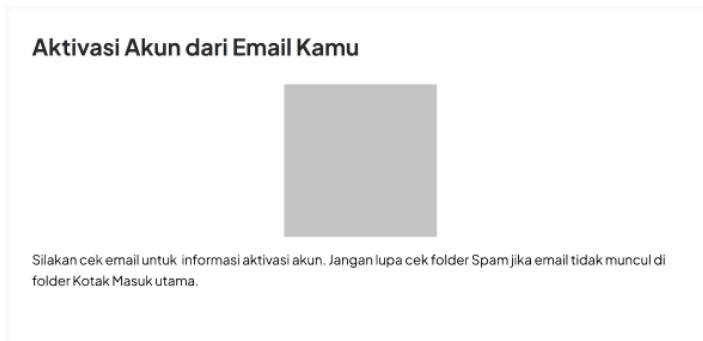 Aktivasi Akun dari Email Kamu
Silakan cek email untuk informasi aktivasi akun. Jangan lupa cek folder Spam jika email tidak muncul di
folder Kotak Masuk utama.